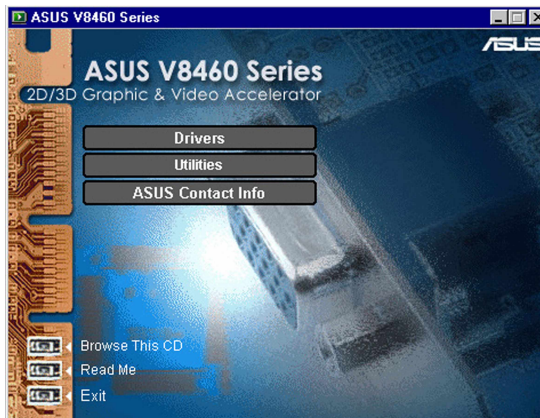 ASUS V8460 Series
ASUS
ASUS V8460 Series
2D/3D Graphic & Video Accelerator
Drivers
Utilities
ASUS Contact Info
Browse This CD
Read Me
Exit